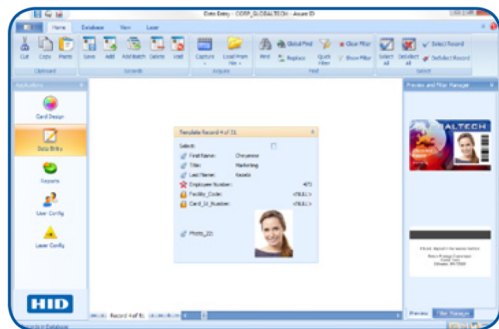 Data Entry - CORP_GLOBALTECH - Asure ID
Home Database View Laser
Cut Copy Paste Save Add Add Batch Delete Capture Load From File Find Global Find Replace Quick Filter Clear Filter Show Filter Select All DeSelect All Select Record DeSelect Record
Clipboard Records Acquire Find Select
Applications
Preview and Filter Manager
Card Design
Data Entry
Reports
User Config
Laser Config
HID
Template Record 4 of 31
Select:
First Name: Cheyenne
Title: Marketing
Last Name:
Employee Number:
Facility_Code: <NULL>
Card_ID_Number: <NULL>
Photo_ID:
Record 4 of 31
Preview Filter Manager